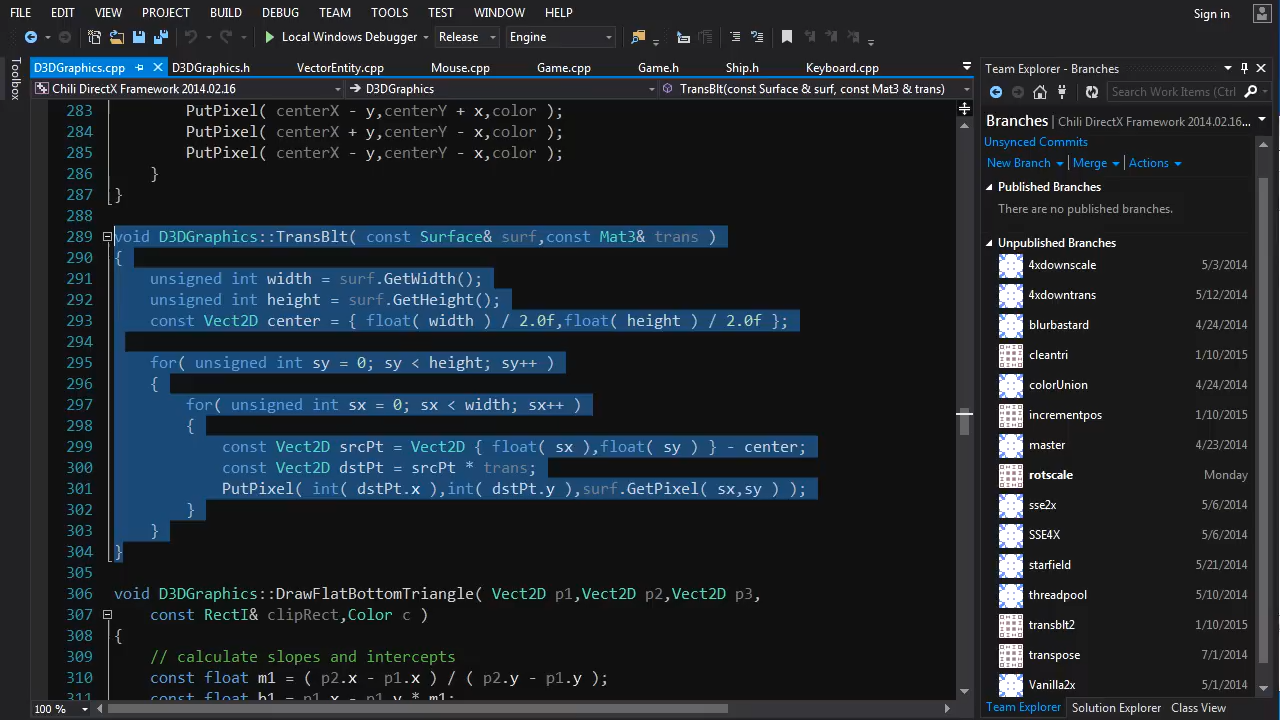 FILE EDIT VIEW PROJECT BUILD DEBUG TEAM TOOLS TEST WINDOW HELP
Sign in
Local Windows Debugger Release Engine
Toolbox
D3DGraphics.cpp D3DGraphics.h VectorEntity.cpp Mouse.cpp Game.cpp Game.h Ship.h Keyboard.cpp
Chili DirectX Framework 2014.02.16 D3DGraphics TransBlt(const Surface & surf, const Mat3 & trans)
283 PutPixel( centerX - y,centerY + x,color );
284 PutPixel( centerX + y,centerY - x,color );
285 PutPixel( centerX - y,centerY - x,color );
286 }
287 }
288
289 void D3DGraphics::TransBlt( const Surface& surf,const Mat3& trans )
290 {
291 unsigned int width = surf.GetWidth();
292 unsigned int height = surf.GetHeight();
293 const Vect2D center = { float( width ) / 2.0f,float( height ) / 2.0f };
294
295 for( unsigned int sy = 0; sy < height; sy++ )
296 {
297 for( unsigned int sx = 0; sx < width; sx++ )
298 {
299 const Vect2D srcPt = Vect2D { float( sx ),float( sy ) } - center;
300 const Vect2D dstPt = srcPt * trans;
301 PutPixel( int( dstPt.x ),int( dstPt.y ),surf.GetPixel( sx,sy ) );
302 }
303 }
304 }
305
306 void D3DGraphics::DrawFlatBottomTriangle( Vect2D p1,Vect2D p2,Vect2D p3,
307 const RectI& clipRect,Color c )
308 {
309 // calculate slopes and intercepts
310 const float m1 = ( p2.x - p1.x ) / ( p2.y - p1.y );
311 const float b1 = p1.x - p1.y * m1;
100 %
Team Explorer - Branches
Search Work Items (Ctrl
Branches Chili DirectX Framework 2014.02.16...
Unsynced Commits
New Branch Merge Actions
Published Branches
There are no published branches.
Unpublished Branches
4xdownscale 5/3/2014
4xdowntrans 5/12/2014
blurbastard 4/24/2014
cleantri 1/10/2015
colorUnion 4/24/2014
incrementpos 1/10/2015
master 4/23/2014
rotscale Monday
sse2x 5/6/2014
SSE4X 5/6/2014
starfield 5/21/2014
threadpool 5/10/2014
transblt2 1/10/2015
transpose 7/1/2014
Vanilla2x 5/1/2014
Team Explorer Solution Explorer Class View